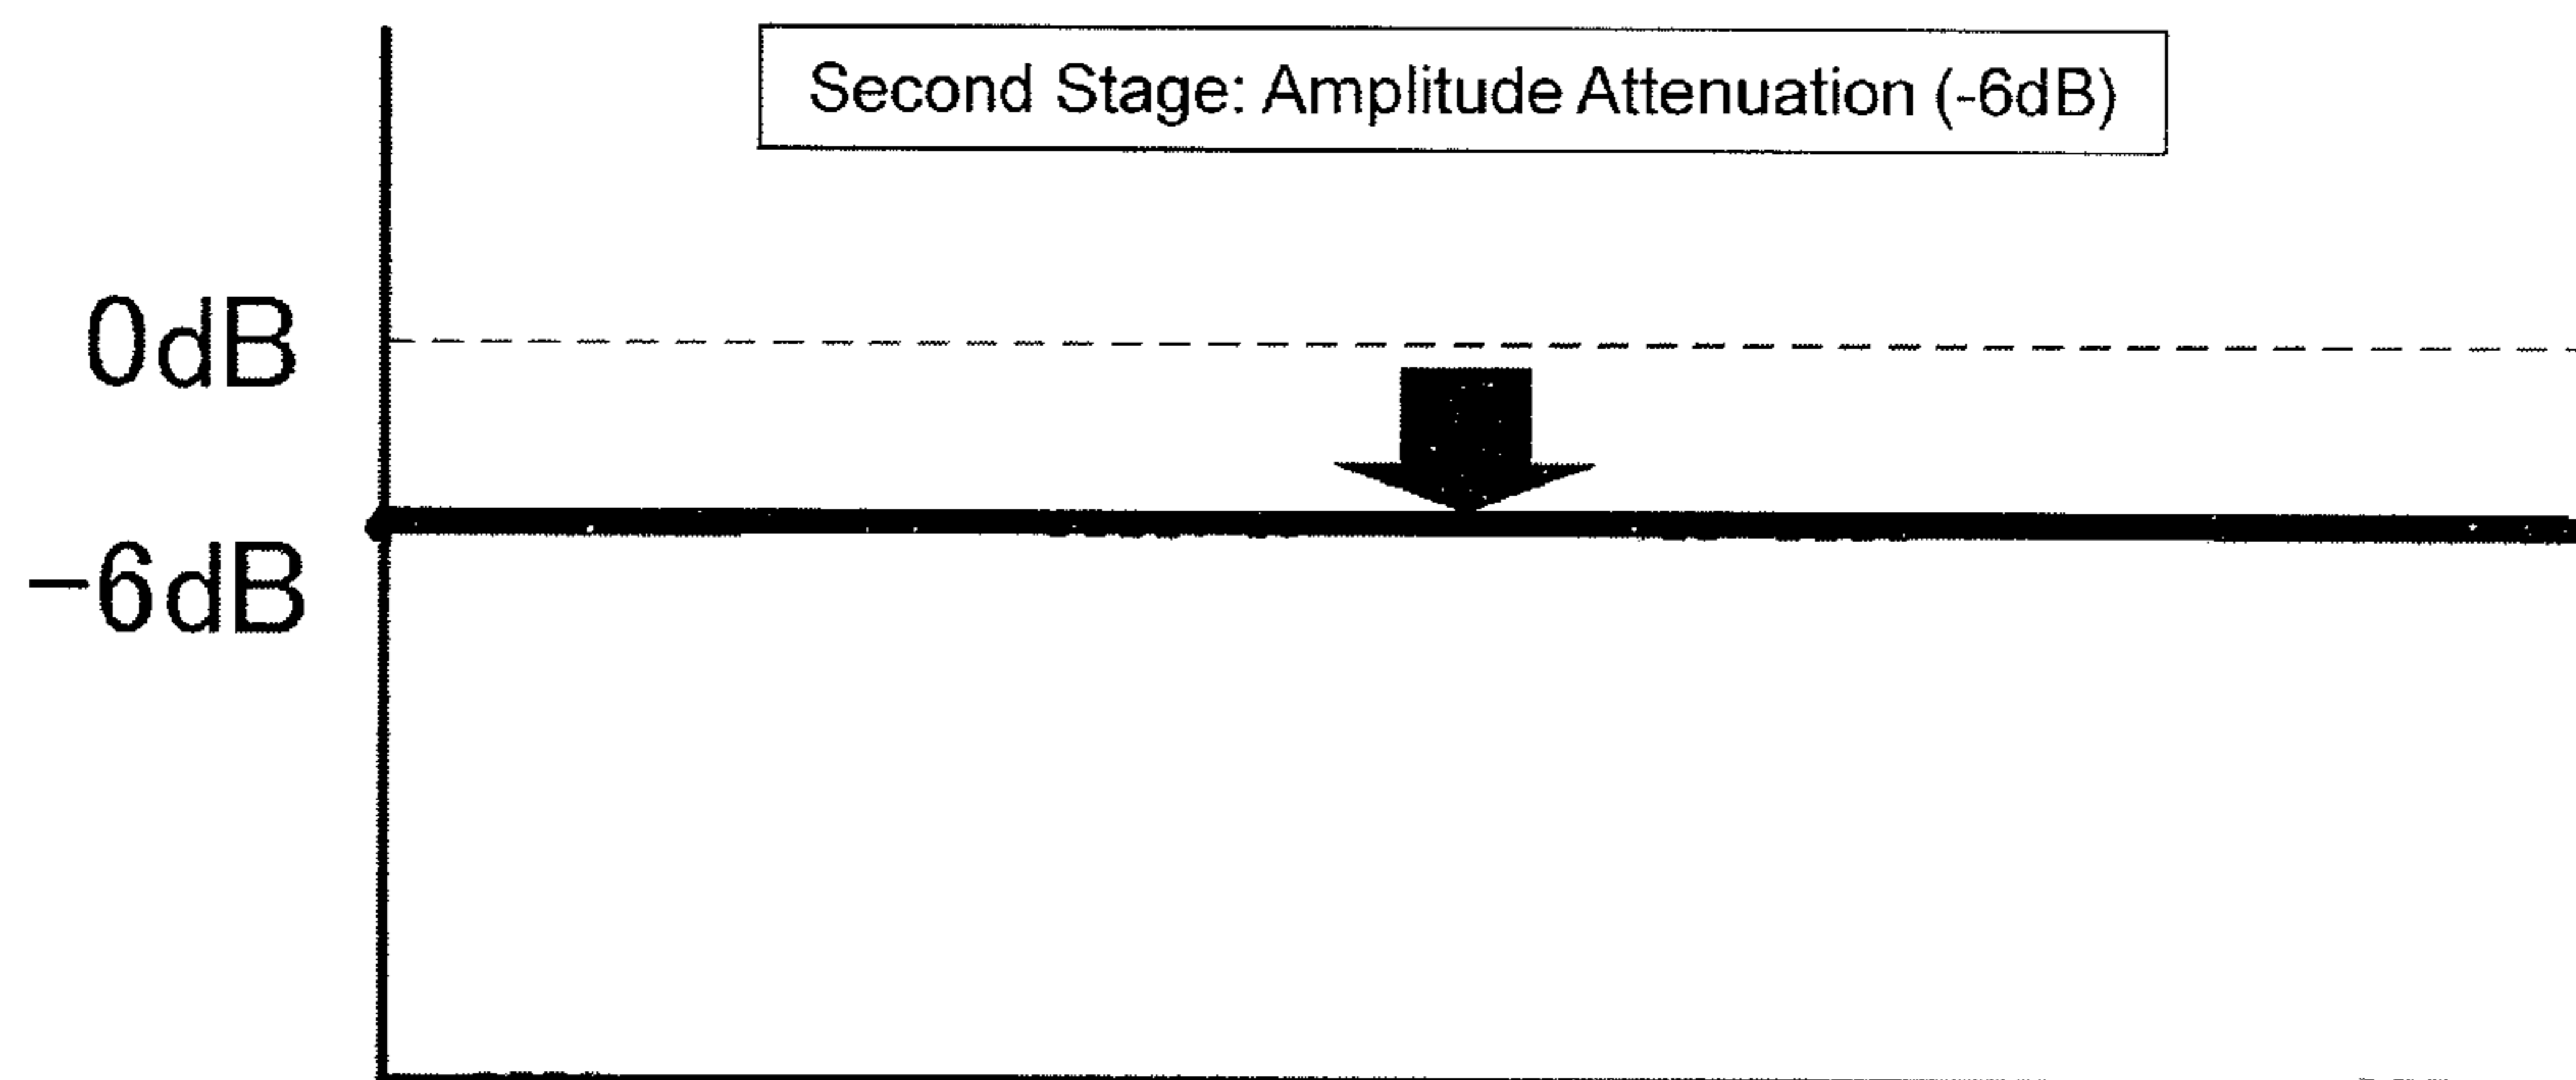 Second Stage: Amplitude Attenuation (-6dB)
0dB
−6dB